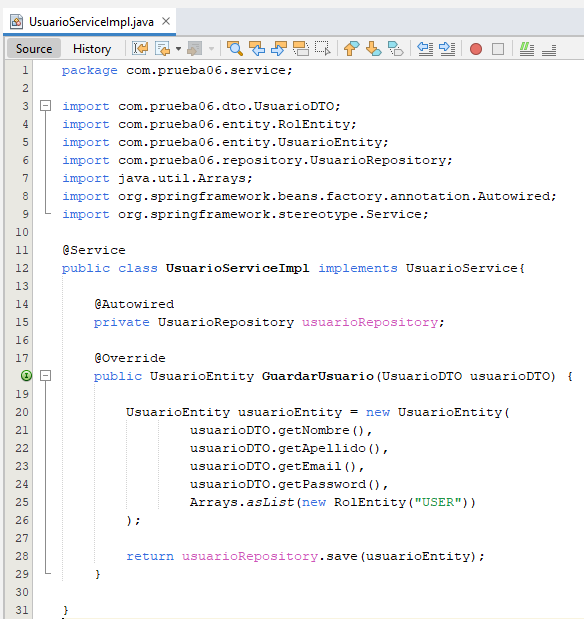 UsuarioServiceImpl.java
Source History
1 package com.prueba06.service;
2
3 import com.prueba06.dto.UsuarioDTO;
4 import com.prueba06.entity.RolEntity;
5 import com.prueba06.entity.UsuarioEntity;
6 import com.prueba06.repository.UsuarioRepository;
7 import java.util.Arrays;
8 import org.springframework.beans.factory.annotation.Autowired;
9 import org.springframework.stereotype.Service;
10
11 @Service
12 public class UsuarioServiceImpl implements UsuarioService{
13
14     @Autowired
15     private UsuarioRepository usuarioRepository;
16
17     @Override
    public UsuarioEntity GuardarUsuario(UsuarioDTO usuarioDTO) {
19
20         UsuarioEntity usuarioEntity = new UsuarioEntity(
21                 usuarioDTO.getNombre(),
22                 usuarioDTO.getApellido(),
23                 usuarioDTO.getEmail(),
24                 usuarioDTO.getPassword(),
25                 Arrays.asList(new RolEntity("USER"))
26         );
27
28         return usuarioRepository.save(usuarioEntity);
29     }
30
31 }